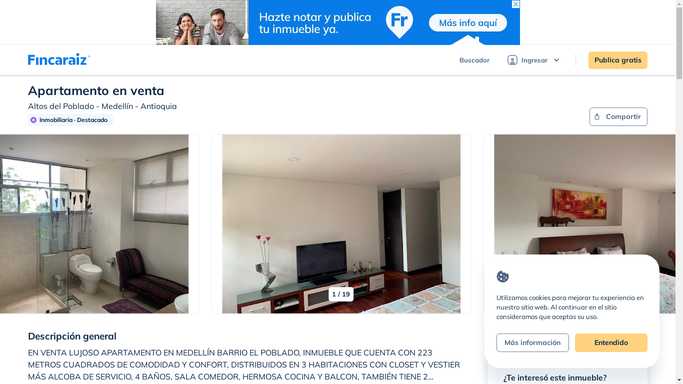 Hazte notar y publica
tu inmueble ya.
Fr
Más info aquí
Fincaraiz
Buscador
Ingresar
Publica gratis
Apartamento en venta
Altos del Poblado - Medellín - Antioquia
Inmobiliaria · Destacado
Compartir
1 / 19
Utilizamos cookies para mejorar tu experiencia en
nuestro sitio web. Al continuar en el sitio
consideramos que aceptas su uso.
Más información
Entendido
Descripción general
EN VENTA LUJOSO APARTAMENTO EN MEDELLÍN BARRIO EL POBLADO, INMUEBLE QUE CUENTA CON 223
METROS CUADRADOS DE COMODIDAD Y CONFORT, DISTRIBUIDOS EN 3 HABITACIONES CON CLOSET Y VESTIER
MÁS ALCOBA DE SERVICIO, 4 BAÑOS, SALA COMEDOR, HERMOSA COCINA Y BALCON, TAMBIÉN TIENE 2...
¿Te interesó este inmueble?